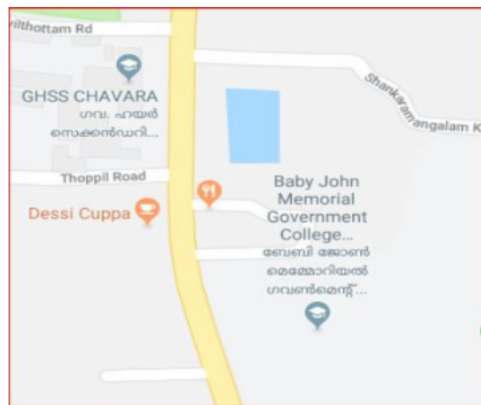 vilthottam Rd
GHSS CHAVARA
ഗവ. ഹയർ
സെക്കൻഡറി...
Shankaramangalam K
Thoppil Road
Dessi Cuppa
Baby John
Memorial
Government
College...
ബേബി ജോൺ
മെമ്മോറിയൽ
ഗവൺമെന്റ്...